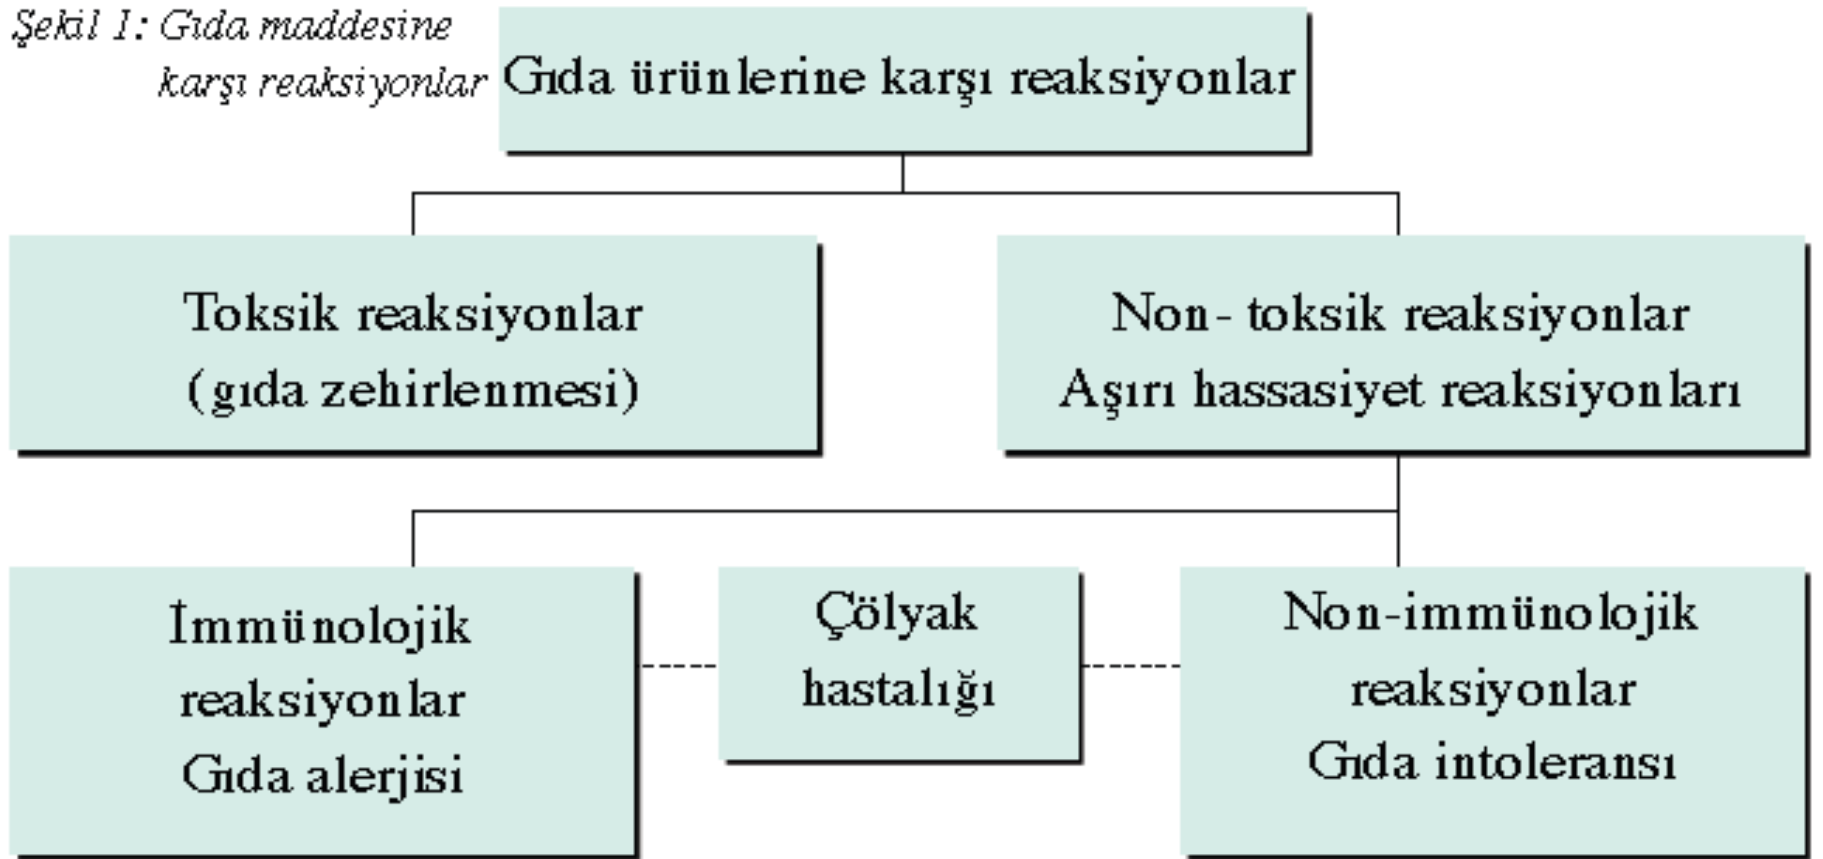 Şekil 1: Gıda maddesine
karşı reaksiyonlar
Gıda ürünlerine karşı reaksiyonlar
Toksik reaksiyonlar
(gıda zehirlenmesi)
Non- toksik reaksiyonlar
Aşırı hassasiyet reaksiyonları
İmmünolojik
reaksiyonlar
Gıda alerjisi
Çölyak
hastalığı
Non-immünolojik
reaksiyonlar
Gıda intoleransı